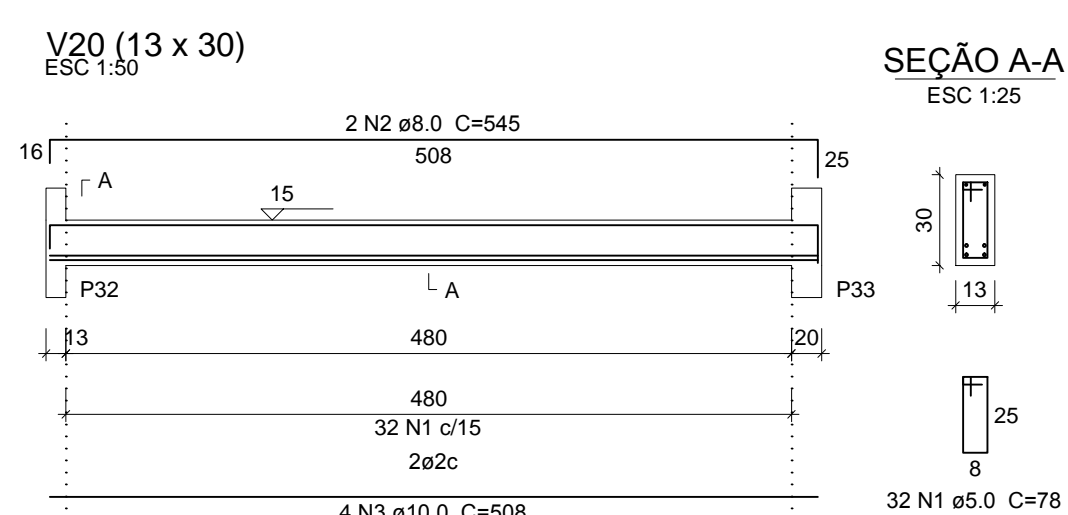 V20 (13 x 30)
ESC 1:50
SEÇÃO A-A
ESC 1:25
2 N2 ø8.0 C=545
16
508
25
A
15
30
P32
A
P33
13
13
480
20
480
32 N1 c/15
25
2ø2c
8
32 N1 ø5.0 C=78
4 N3 ø10.0 C=508